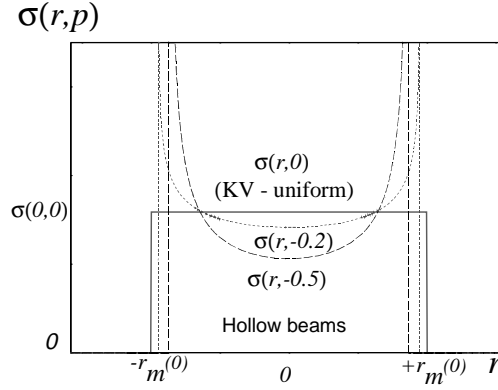 σ(r,p)
σ(r,0)
(KV - uniform)
σ(0,0)
σ(r,-0.2)
σ(r,-0.5)
Hollow beams
0
-r_m^(0) 0 +r_m^(0) r